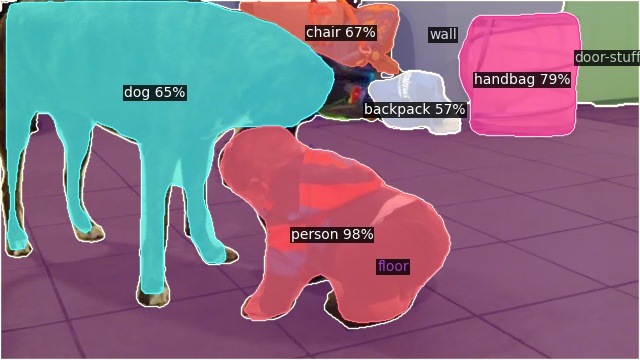 chair 67%
wall
door-stuff
handbag 79%
dog 65%
backpack 57%
person 98%
floor